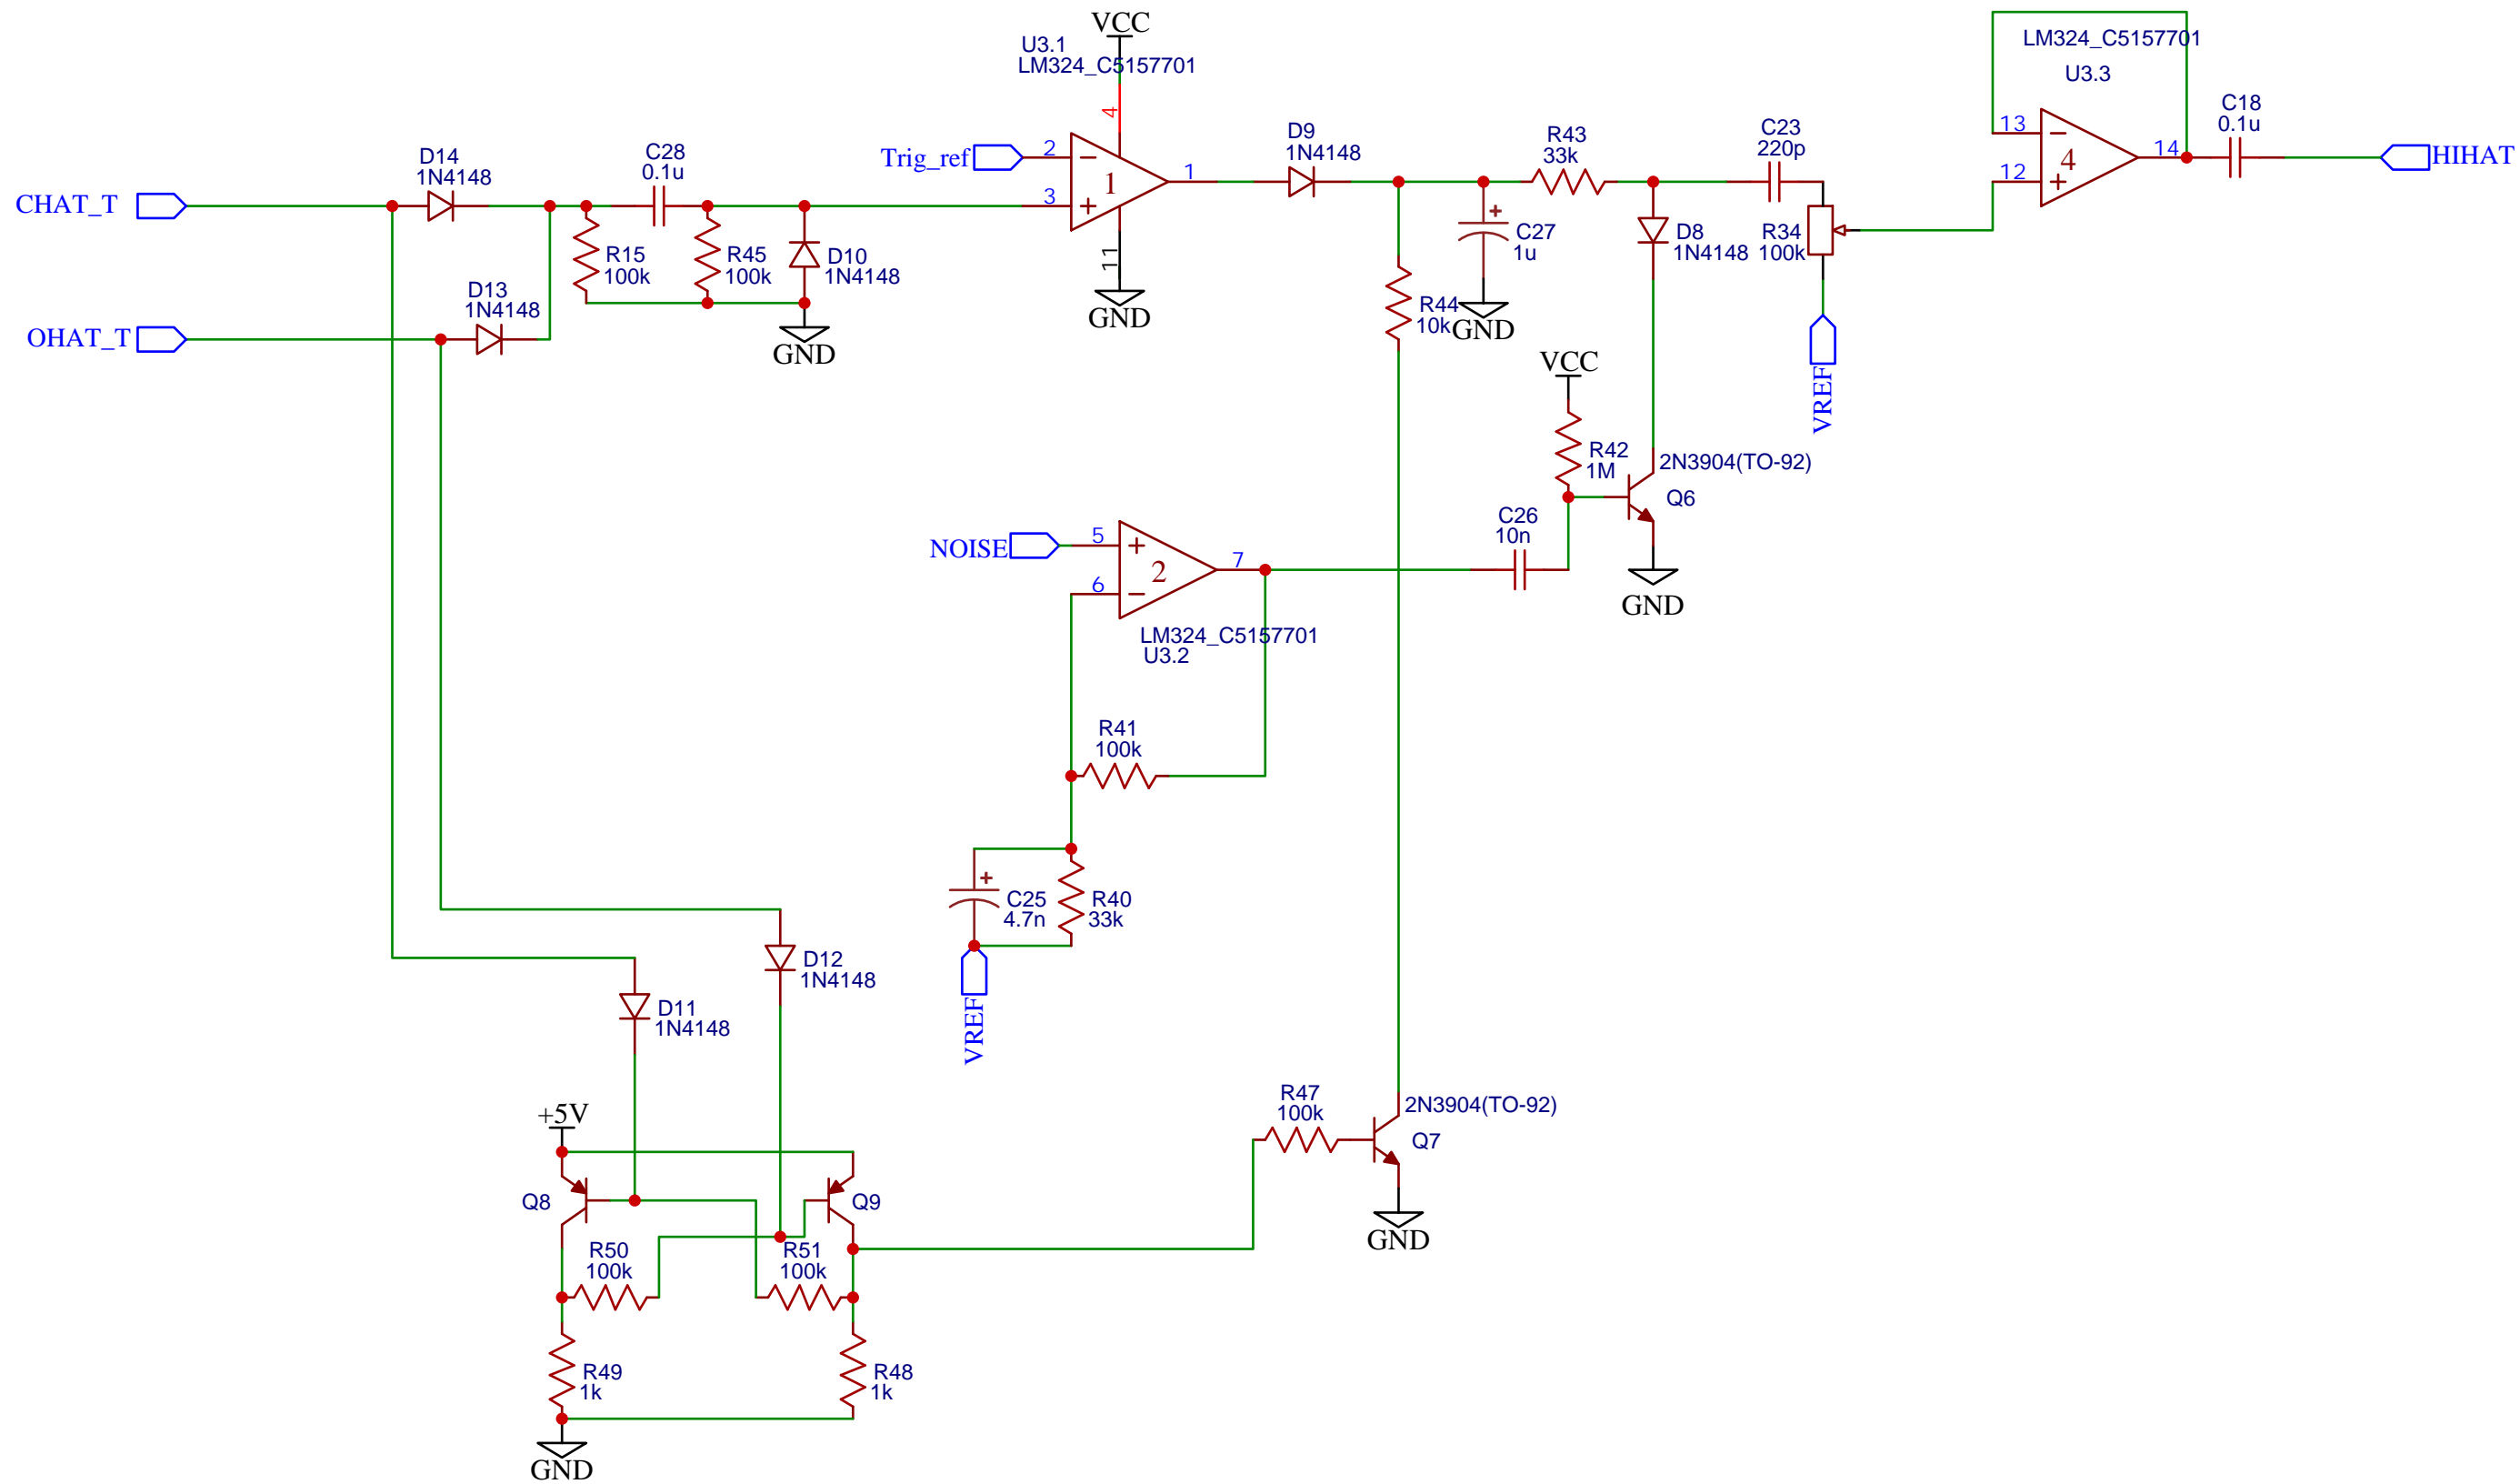 VCC
U3.1
LM324_C5157701
4
Trig_ref
2
3
1
1
11
GND
CHAT_T
D14
1N4148
C28
0.1u
R15
100k
R45
100k
D10
1N4148
GND
OHAT_T
D13
1N4148
D9
1N4148
R43
33k
C23
220p
C27
1u
GND
R44
10k
D8
1N4148
R34
100k
VREF
LM324_C5157701
U3.3
13
12
4
14
C18
0.1u
HIHAT
VCC
R42
1M
2N3904(TO-92)
Q6
GND
C26
10n
NOISE
5
6
2
7
LM324_C5157701
U3.2
R41
100k
C25
4.7n
R40
33k
VREF
D12
1N4148
D11
1N4148
+5V
Q8
Q9
R50
100k
R51
100k
R49
1k
R48
1k
GND
R47
100k
2N3904(TO-92)
Q7
GND